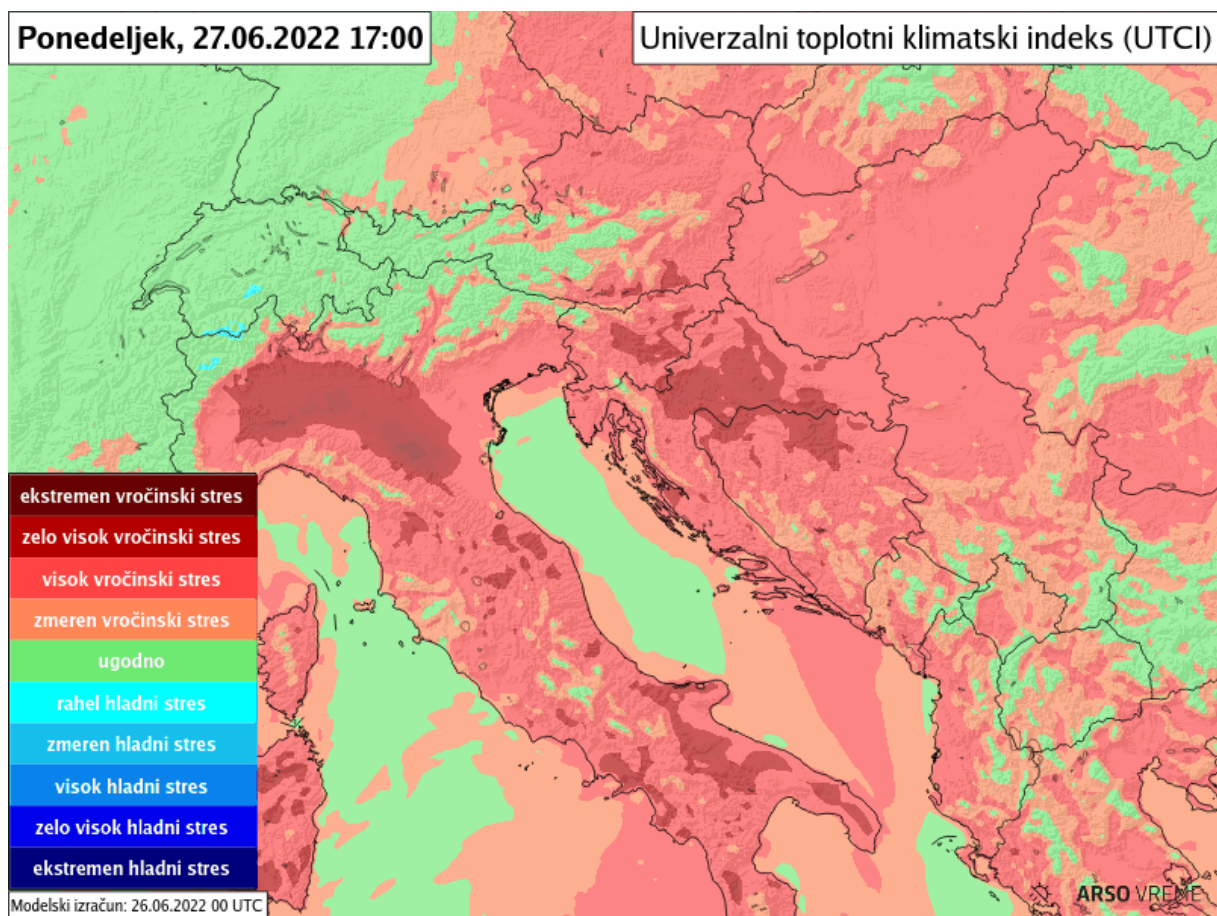 Ponedeljek, 27.06.2022 17:00
Univerzalni toplotni klimatski indeks (UTCI)
ekstremen vročinski stres
zelo visok vročinski stres
visok vročinski stres
zmeren vročinski stres
ugodno
rahel hladni stres
zmeren hladni stres
visok hladni stres
zelo visok hladni stres
ekstremen hladni stres
Modelski izračun: 26.06.2022 00 UTC
ARSO VREME